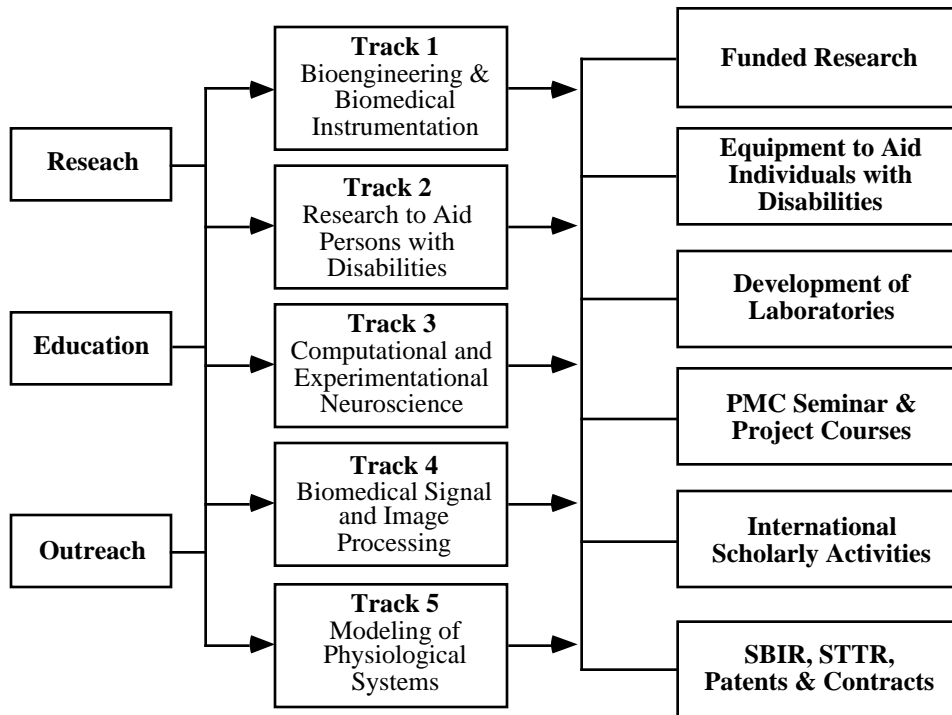 Reseach
Education
Outreach
Track 1
Bioengineering &
Biomedical
Instrumentation
Track 2
Research to Aid
Persons with
Disabilities
Track 3
Computational and
Experimentational
Neuroscience
Track 4
Biomedical Signal
and Image
Processing
Track 5
Modeling of
Physiological
Systems
Funded Research
Equipment to Aid
Individuals with
Disabilities
Development of
Laboratories
PMC Seminar &
Project Courses
International
Scholarly Activities
SBIR, STTR,
Patents & Contracts